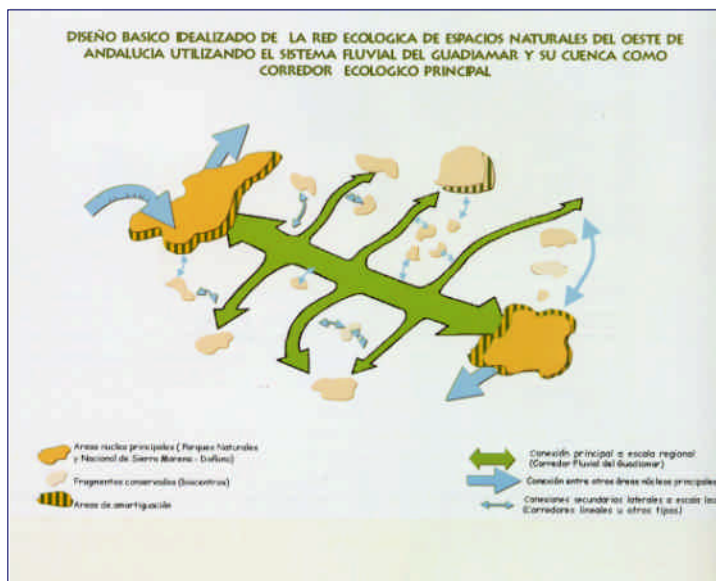 DISEÑO BASICO IDEALIZADO DE LA RED ECOLOGICA DE ESPACIOS NATURALES DEL OESTE DE
ANDALUCIA UTILIZANDO EL SISTEMA FLUVIAL DEL GUADIAMAR Y SU CUENCA COMO
CORREDOR ECOLOGICO PRINCIPAL
Areas nucleo principales ( Parques Naturales
y Nacional de Sierra Morena - Doñana)
Fragmentos conservados (biocentros)
Areas de amortiguación
Conexión principal a escala regional
(Corredor Fluvial del Guadiamar)
Conexión entre otras áreas núcleos principales
Conexiones secundarias laterales a escala loc
(Corredores lineales u otros tipos)